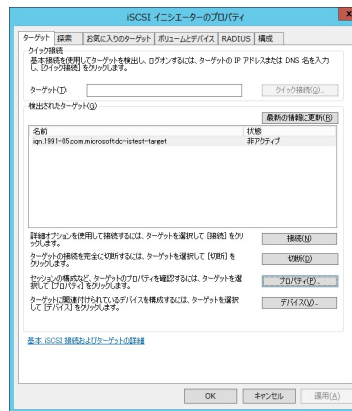 iSCSI イニシエーターのプロパティ
x
ターゲット 探索 お気に入りのターゲット ボリュームとデバイス RADIUS 構成
クイック接続
基本接続を使用してターゲットを検出し、ログオンするには、ターゲットの IP アドレスまたは DNS 名を入力
し、[クイック接続] をクリックします。
ターゲット(T):
クイック接続(Q)...
検出されたターゲット(G)
最新の情報に更新(R)
名前 状態
iqn.1991-05.com.microsoft:dc-istest-target 非アクティブ
詳細オプションを使用して接続するには、ターゲットを選択して [接続] をクリ
ックします。
接続(N)
ターゲットの接続を完全に切断するには、ターゲットを選択して [切断] を
クリックします。
切断(D)
セッションの構成など、ターゲットのプロパティを確認するには、ターゲットを選
択して [プロパティ] をクリックします。
プロパティ(P)...
ターゲットに関連付けられているデバイスを構成するには、ターゲットを選択
して [デバイス] をクリックします。
デバイス(V)...
基本 iSCSI 接続およびターゲットの詳細
OK キャンセル 適用(A)